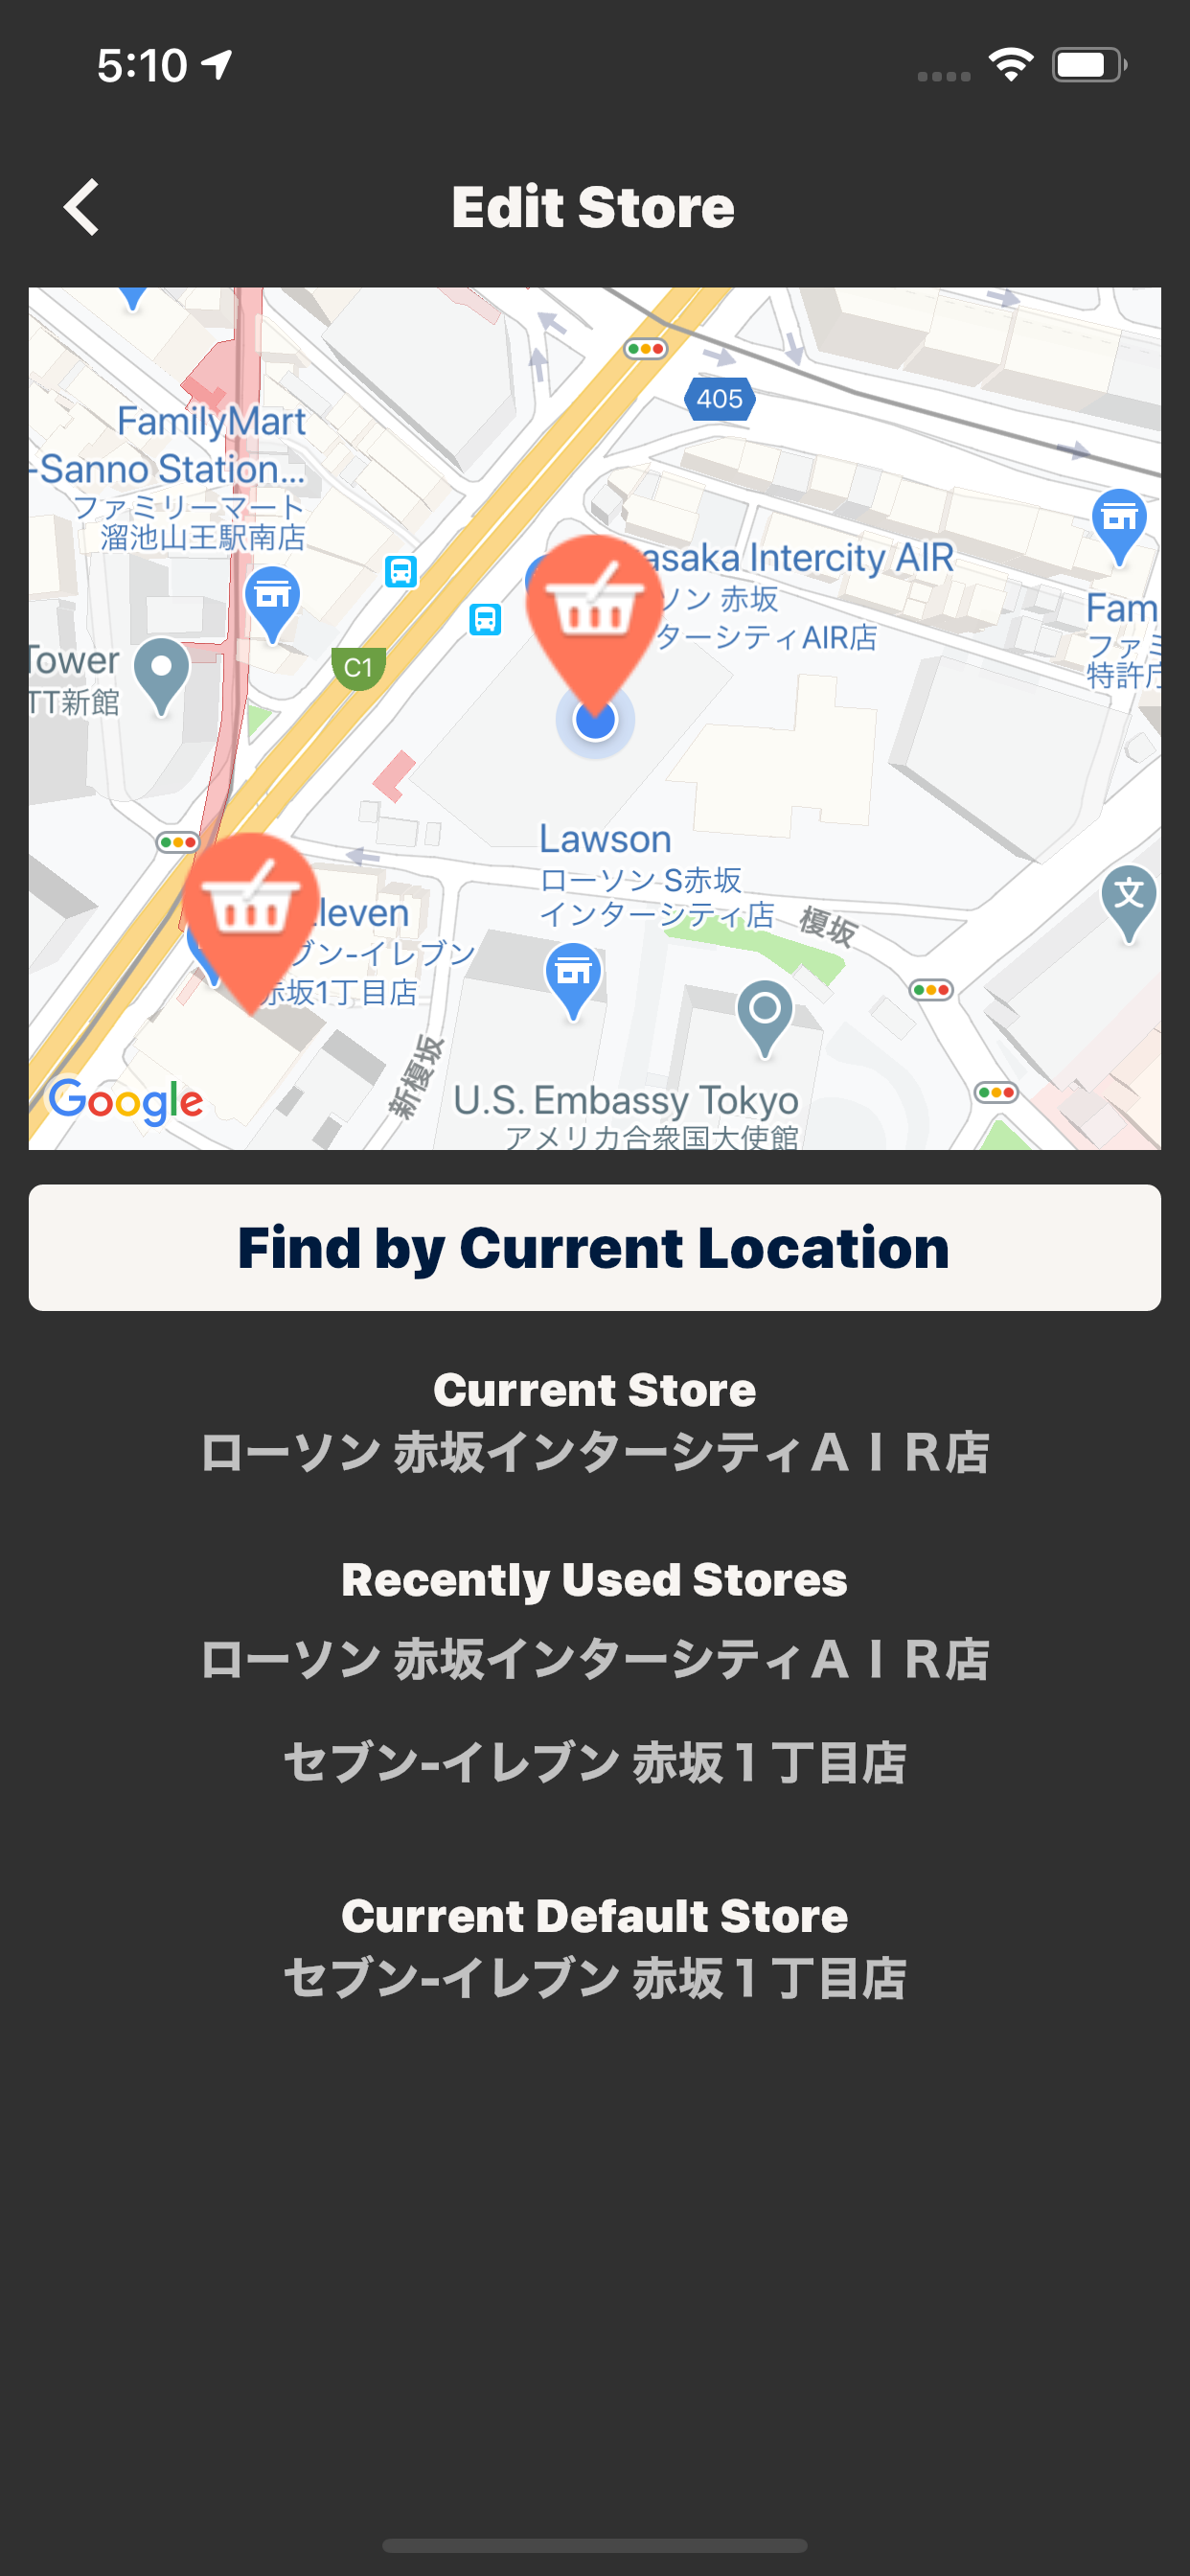 5:10
Edit Store
405
FamilyMart
-Sanno Station...
ファミリーマート
溜池山王駅南店
asaka Intercity AIR
ソン 赤坂
ターシティAIR店
Fam
ファミ
特許庁
Tower
TT新館
C1
Lawson
ローソン S赤坂
インターシティ店
榎坂
文
Eleven
ブン-イレブン
赤坂1丁目店
新榎坂
U.S. Embassy Tokyo
アメリカ合衆国大使館
Google
Find by Current Location
Current Store
ローソン 赤坂インターシティＡＩＲ店
Recently Used Stores
ローソン 赤坂インターシティＡＩＲ店
セブン-イレブン 赤坂１丁目店
Current Default Store
セブン-イレブン 赤坂１丁目店